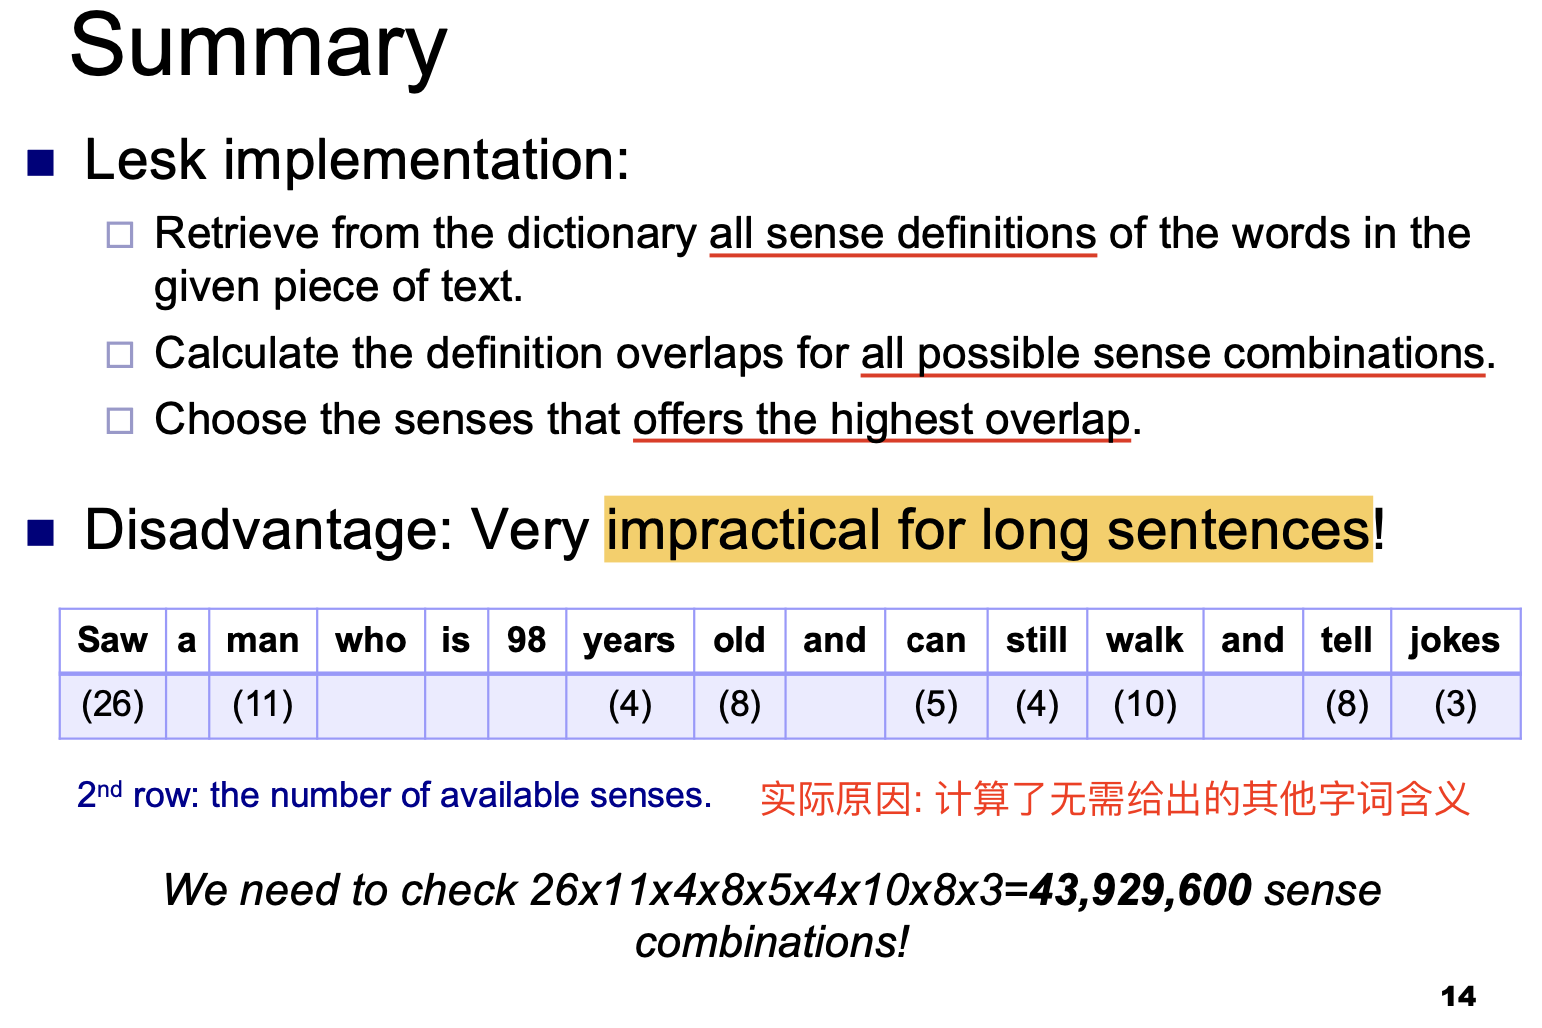 Summary
Lesk implementation:
Retrieve from the dictionary all sense definitions of the words in the
given piece of text.
Calculate the definition overlaps for all possible sense combinations.
Choose the senses that offers the highest overlap.
Disadvantage: Very impractical for long sentences!
Saw a man who is 98 years old and can still walk and tell jokes
(26) (11) (4) (8) (5) (4) (10) (8) (3)
2nd row: the number of available senses. 实际原因: 计算了无需给出的其他字词含义
We need to check 26x11x4x8x5x4x10x8x3=43,929,600 sense
combinations!
14